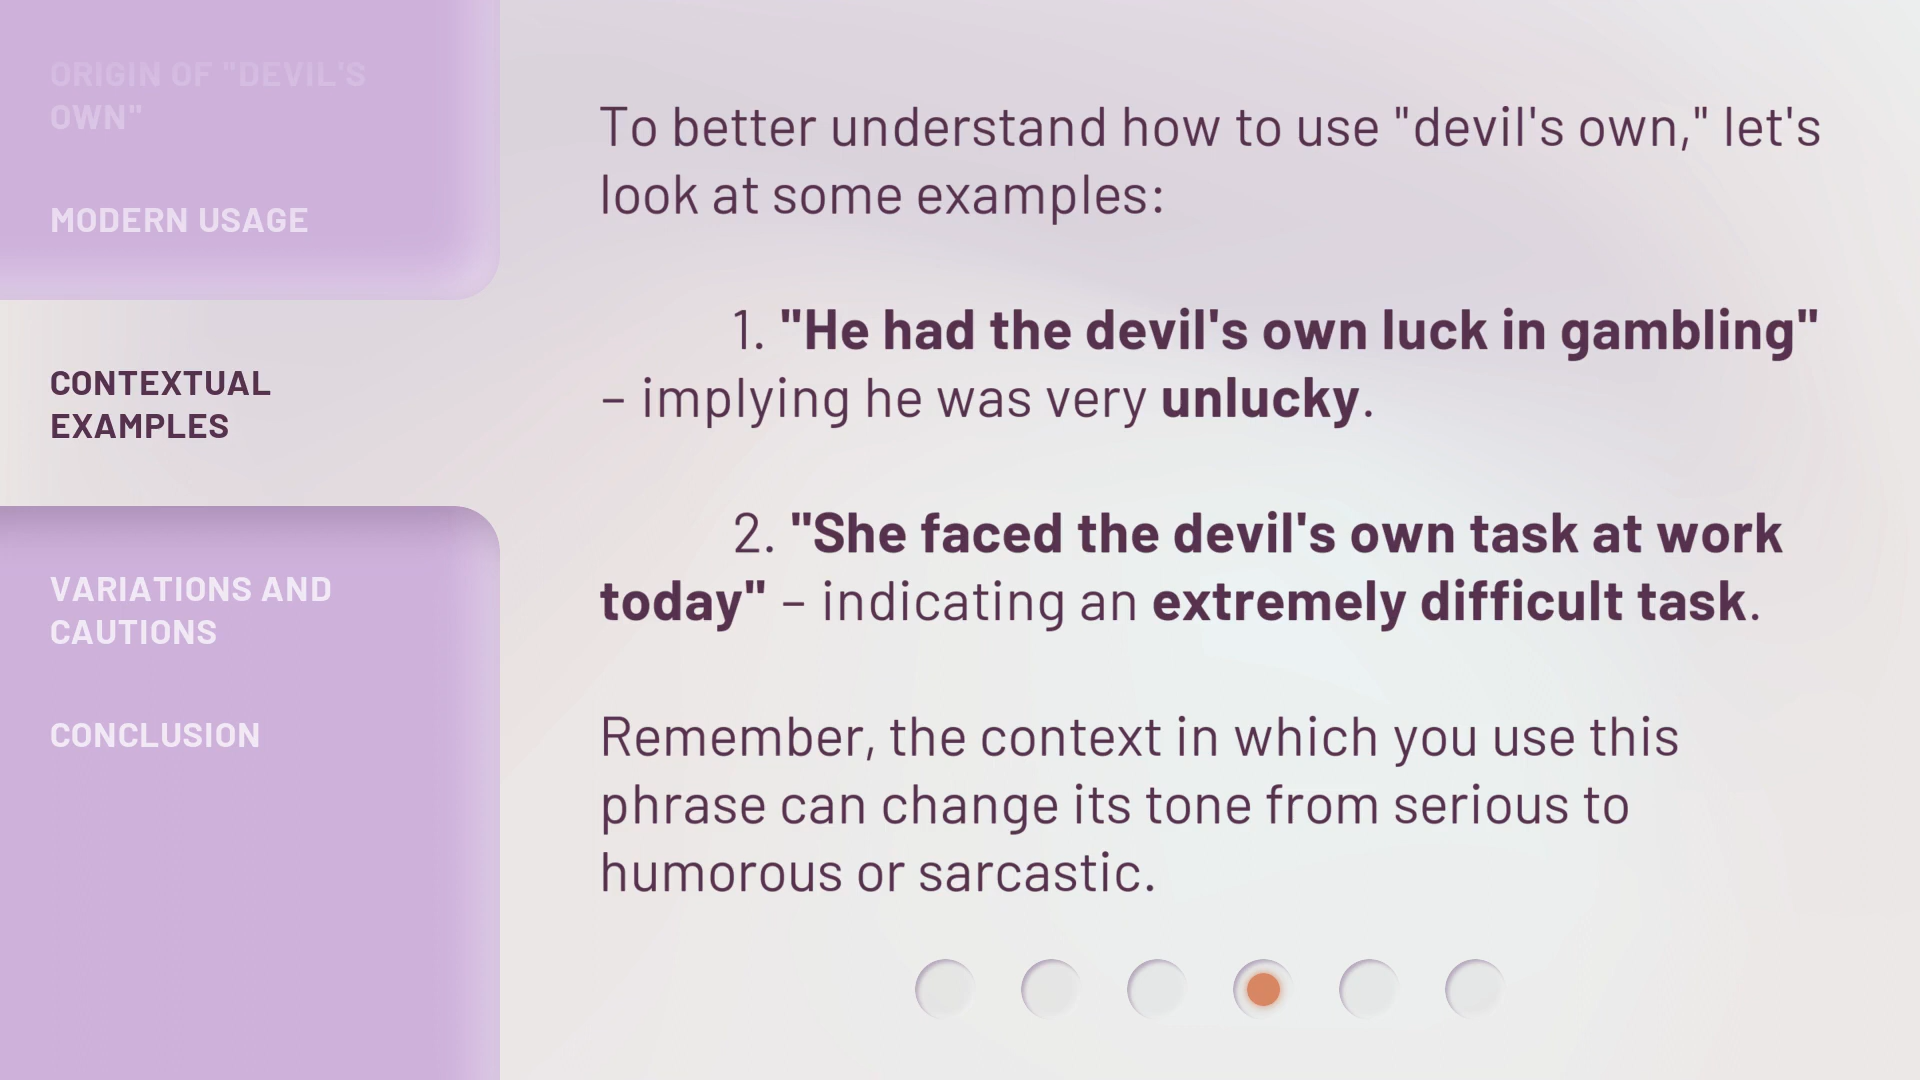 ORIGIN OF "DEVIL'S
OWN"
MODERN USAGE
CONTEXTUAL
EXAMPLES
VARIATIONS AND
CAUTIONS
CONCLUSION
To better understand how to use "devil's own," let's
look at some examples:
1. "He had the devil's own luck in gambling"
– implying he was very unlucky.
2. "She faced the devil's own task at work
today" – indicating an extremely difficult task.
Remember, the context in which you use this
phrase can change its tone from serious to
humorous or sarcastic.